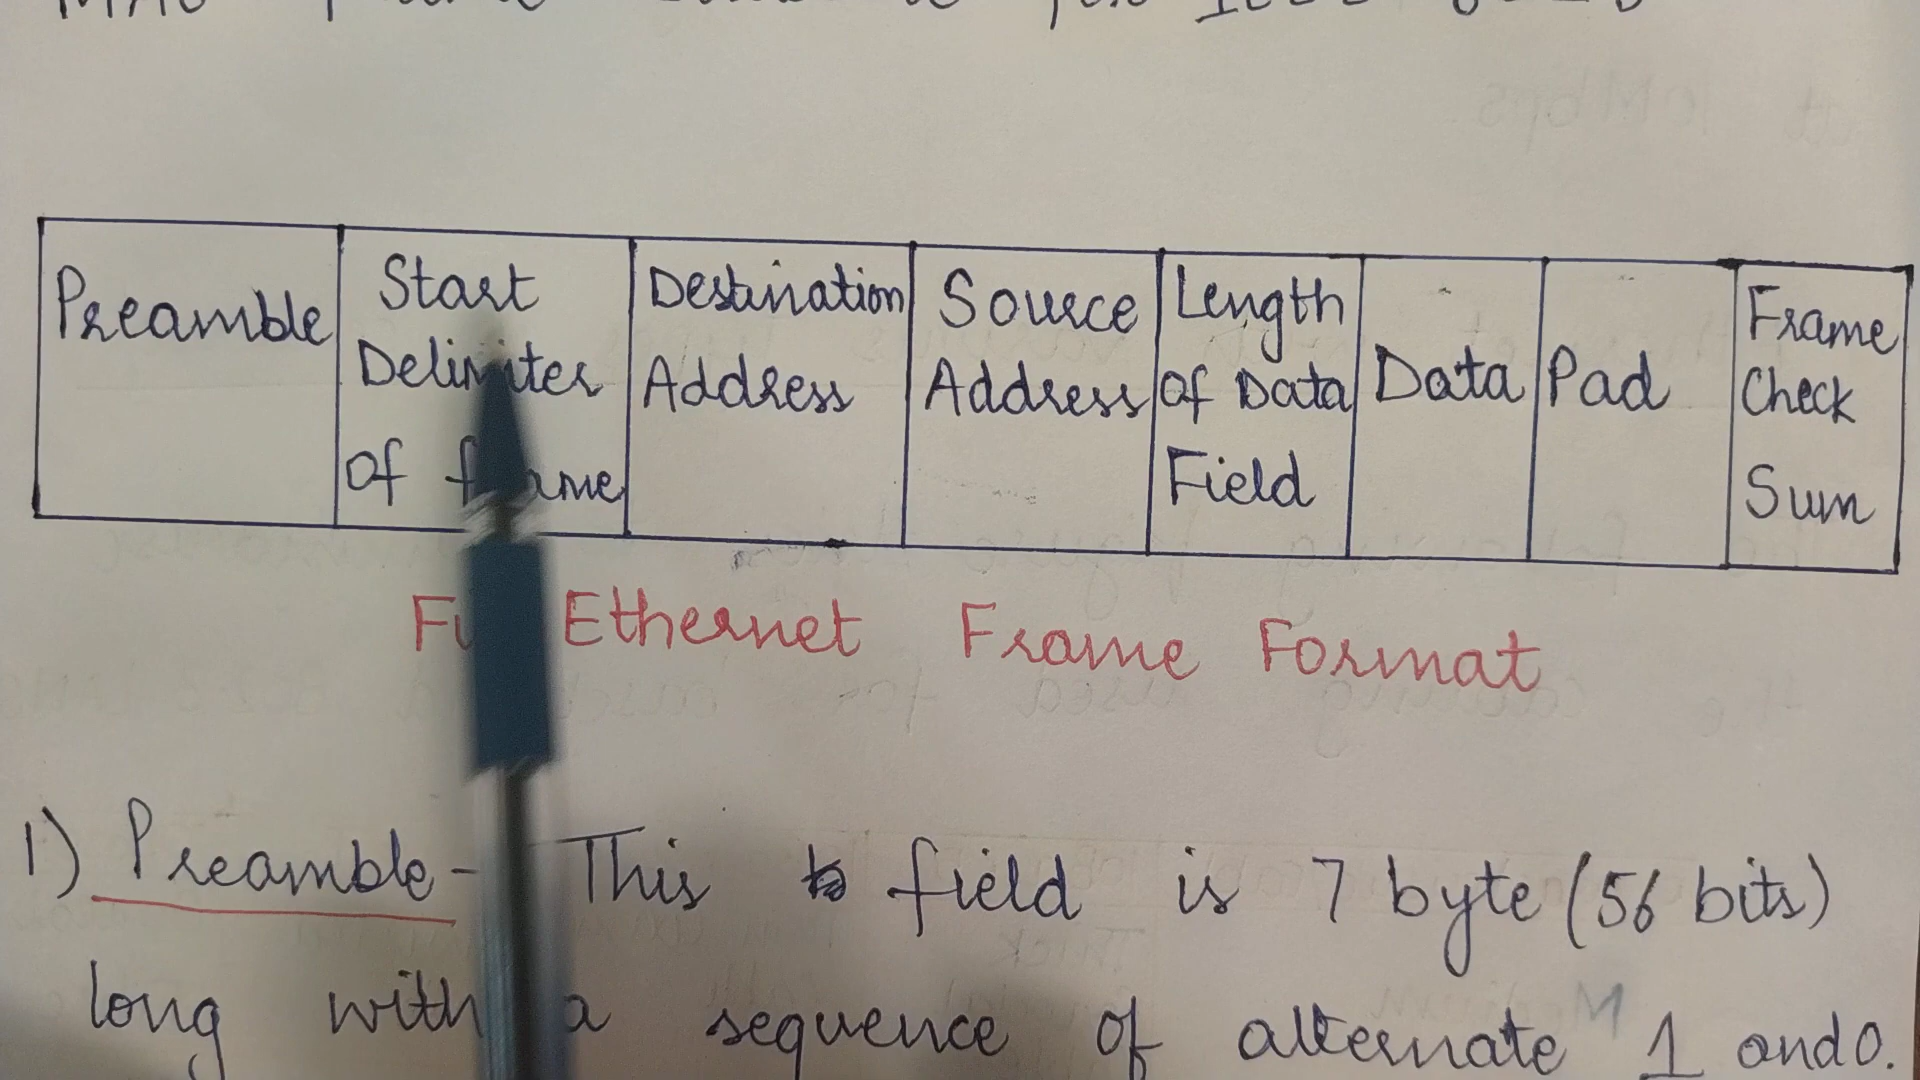 Preamble
Start
Delimiter
Of frame
Destination
Address
Source
Address
Length
Of Data
Field
Data
Pad
Frame
Check
Sum
Ethernet Frame Format
1) Preamble - This field is 7 byte (56 bits)
long with a sequence of alternate 1 and 0.